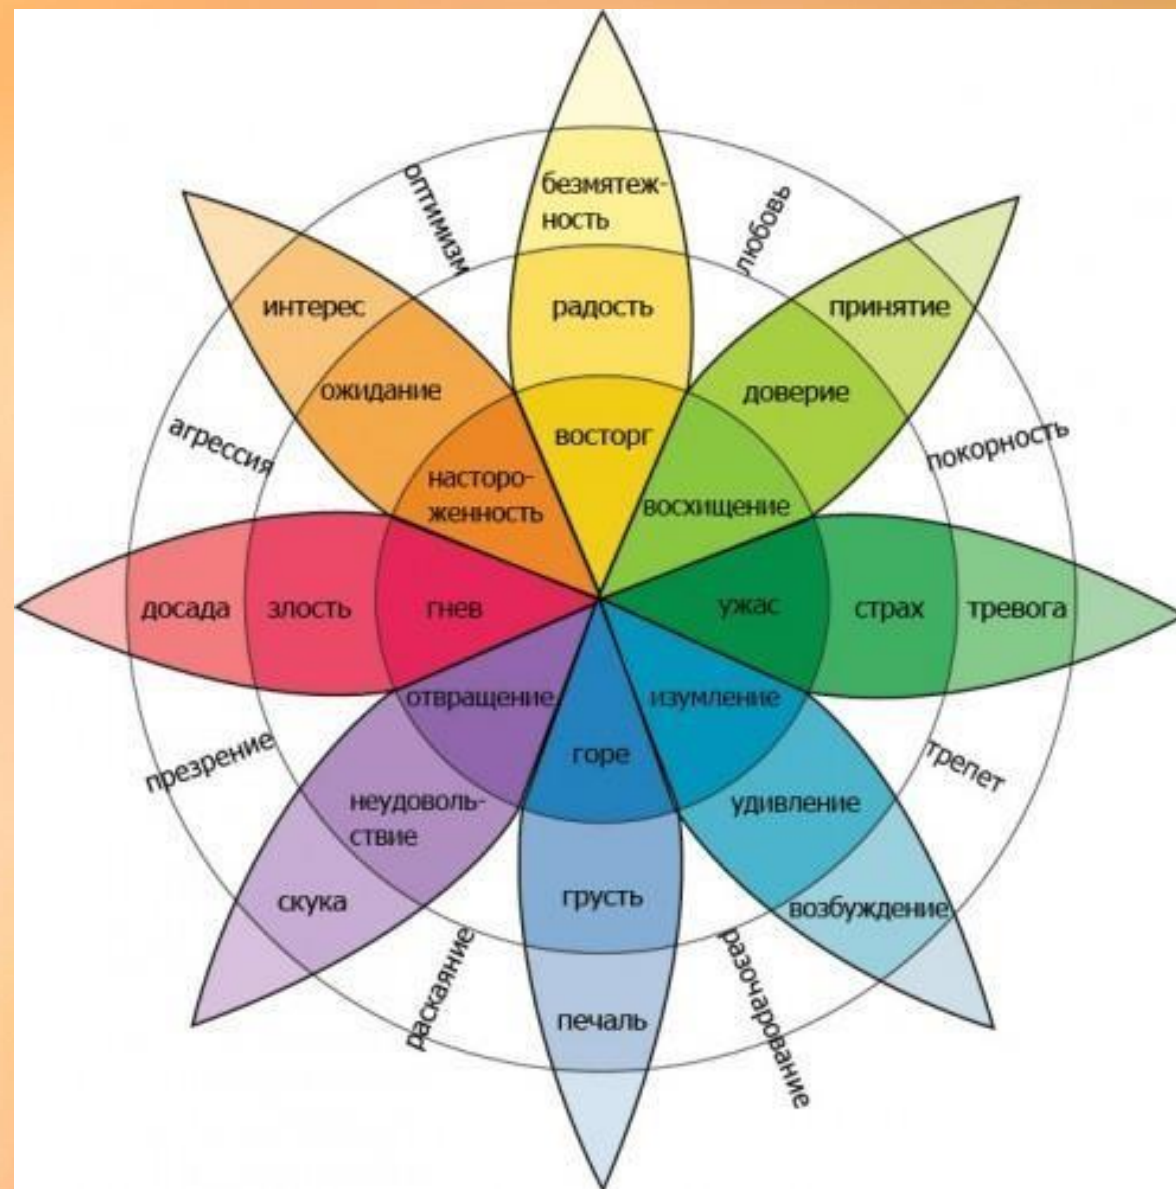 безмятеж-
ность
оптимизм
любовь
интерес
радость
принятие
ожидание
доверие
агрессия
восторг
покорность
насторо-
женность
восхищение
досада
злость
гнев
ужас
страх
тревога
отвращение
изумление
презрение
горе
трепет
неудоволь-
ствие
удивление
скука
грусть
возбуждение
раскаяние
разочарование
печаль